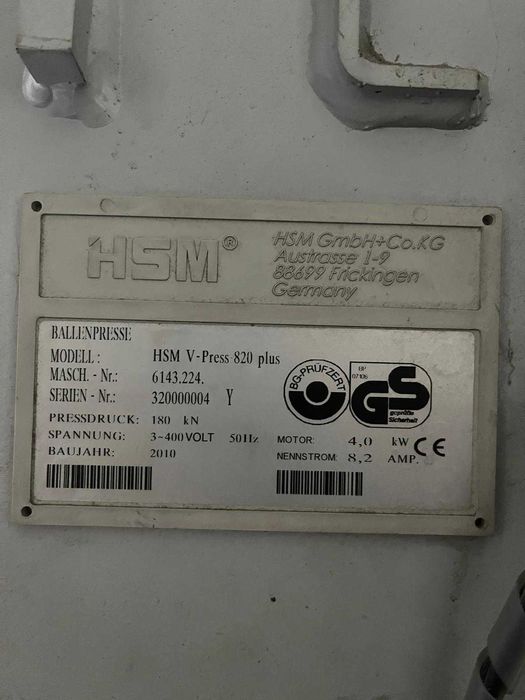 HSM®
HSM GmbH+Co.KG
Austrasse 1-9
88699 Frickingen
Germany
BALLENPRESSE
MODELL: HSM V-Press 820 plus
MASCH. - Nr.: 6143.224.
SERIEN - Nr.: 320000004 Y
PRESSDRUCK: 180 kN
SPANNUNG: 3~400VOLT 50Hz
BAUJAHR: 2010
BG-PRÜFZERT
BP
07106
GS
geprüfte
Sicherheit
MOTOR: 4,0 kW CE
NENNSTROM: 8,2 AMP.